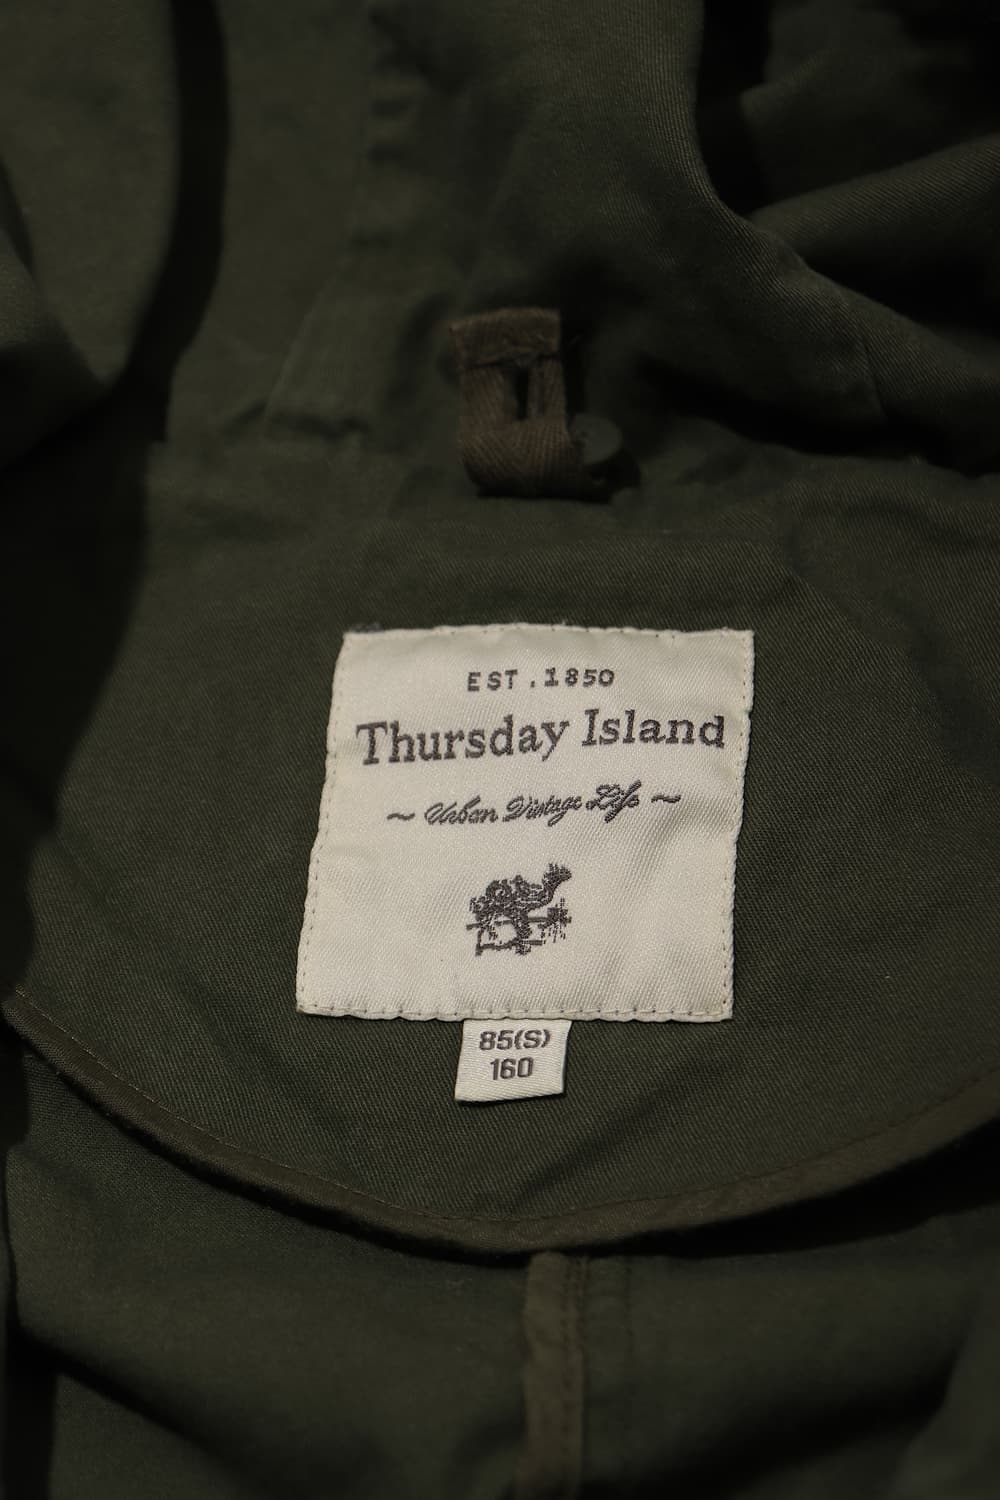 EST.1850
Thursday Island
~ Urban Vintage Life ~
85(S)
160